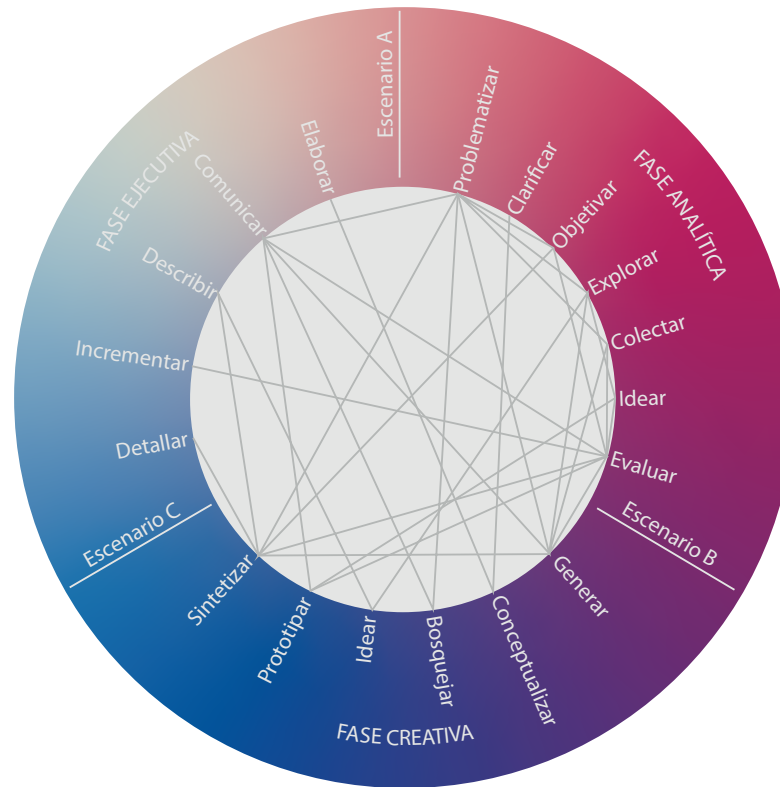 Escenario A
Problematizar
Clarificar
Objetivar
FASE ANALÍTICA
Explorar
Colectar
Idear
Evaluar
Escenario B
Generar
Conceptualizar
Bosquejar
FASE CREATIVA
Idear
Prototipar
Sintetizar
Escenario C
Detallar
Incrementar
Describir
FASE EJECUTIVA
Comunicar
Elaborar